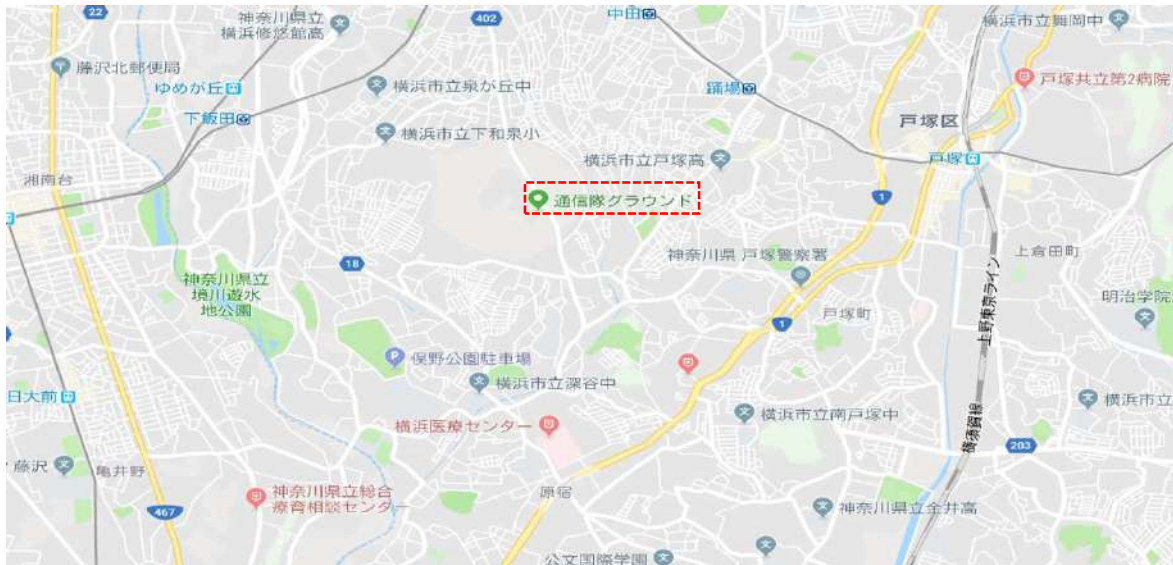 22
神奈川県立
横浜修悠館高
402
中田
横浜市立舞岡中
藤沢北郵便局
ゆめが丘
横浜市立泉が丘中
踊場
戸塚共立第2病院
下飯田
横浜市立下和泉小
戸塚区
横浜市立戸塚高
戸塚
湘南台
通信隊グラウンド
1
神奈川県 戸塚警察署
上倉田町
18
神奈川県立
境川遊水
地公園
上野東京ライン
明治学院
戸塚町
1
俣野公園駐車場
横浜市立深谷中
日大前
横浜市立南戸塚中
横浜市立
横浜医療センター
横須賀線
203
藤沢
亀井野
神奈川県立総合
療育相談センター
原宿
467
神奈川県立金井高
公文国際学園